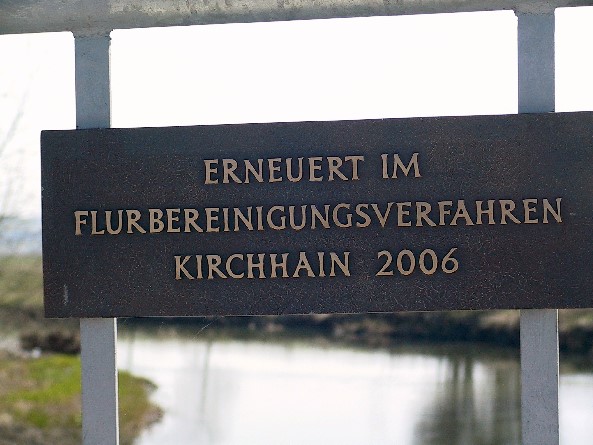 ERNEUERT IM
FLURBEREINIGUNGSVERFAHREN
KIRCHHAIN 2006